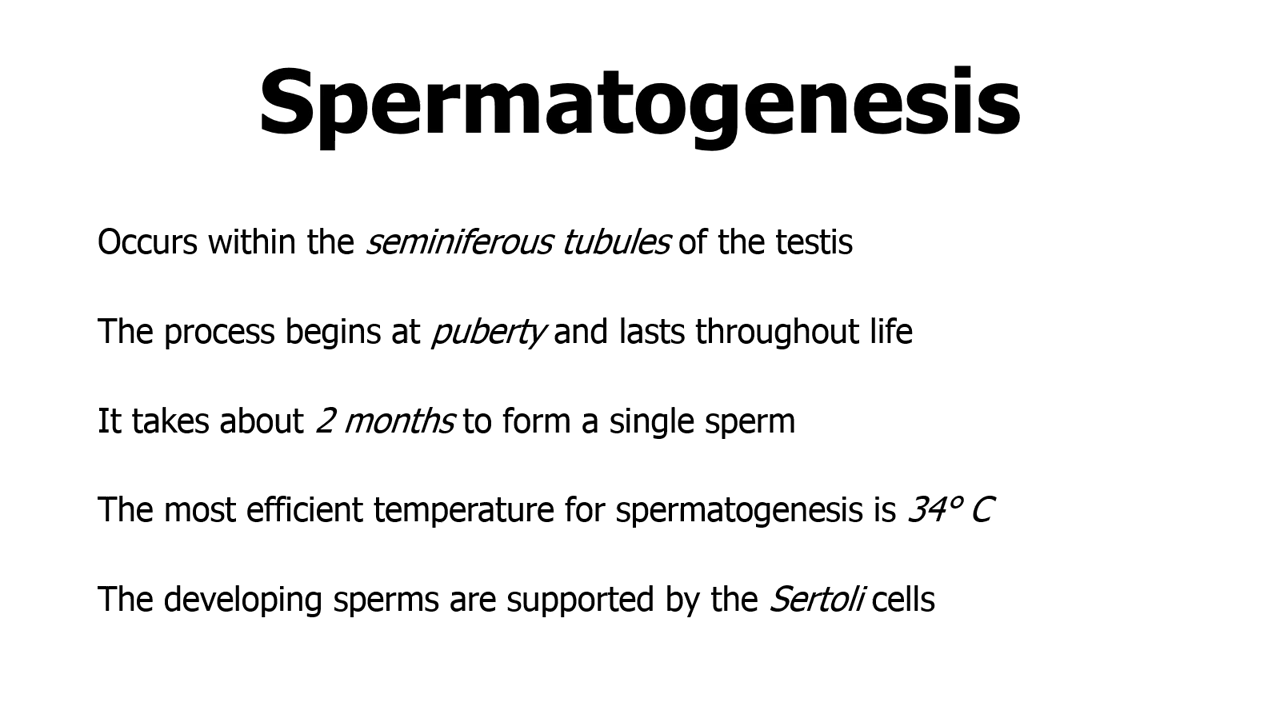 Spermatogenesis
Occurs within the seminiferous tubules of the testis
The process begins at puberty and lasts throughout life
It takes about 2 months to form a single sperm
The most efficient temperature for spermatogenesis is 34° C
The developing sperms are supported by the Sertoli cells